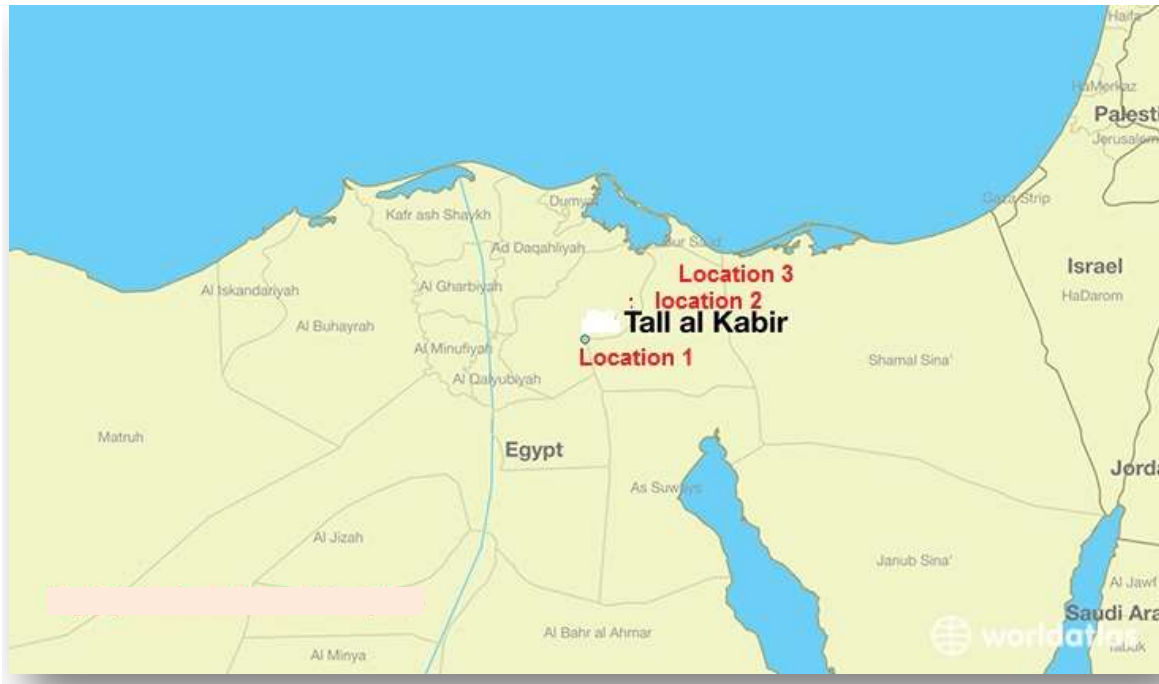 Haifa
HaMerkaz
Palesti
Jerusalem
Kafr ash Shaykh
Dumya
Gaza Strip
Ad Daqahliyah
Bur Said
Israel
Location 3
Al Iskandariyah
Al Gharbiyah
HaDarom
: location 2
Al Buhayrah
Tall al Kabir
Al Minufiyah
Location 1
Shamal Sina'
Al Qalyubiyah
Matruh
Egypt
Jorda
As Suways
Al Jizah
Janub Sina'
Al Jawf
Saudi Ara
Al Bahr al Ahmar
worldatlas
Tabuk
Al Minya